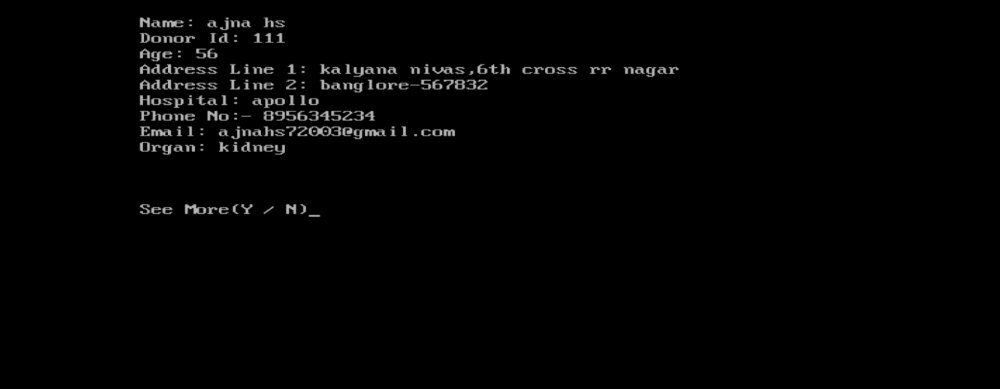 Name: ajna hs
Donor Id: 111
Age: 56
Address Line 1: kalyana nivas,6th cross rr nagar
Address Line 2: banglore-567832
Hospital: apollo
Phone No:- 8956345234
Email: ajnahs72003@gmail.com
Organ: kidney
See More(Y / N)_